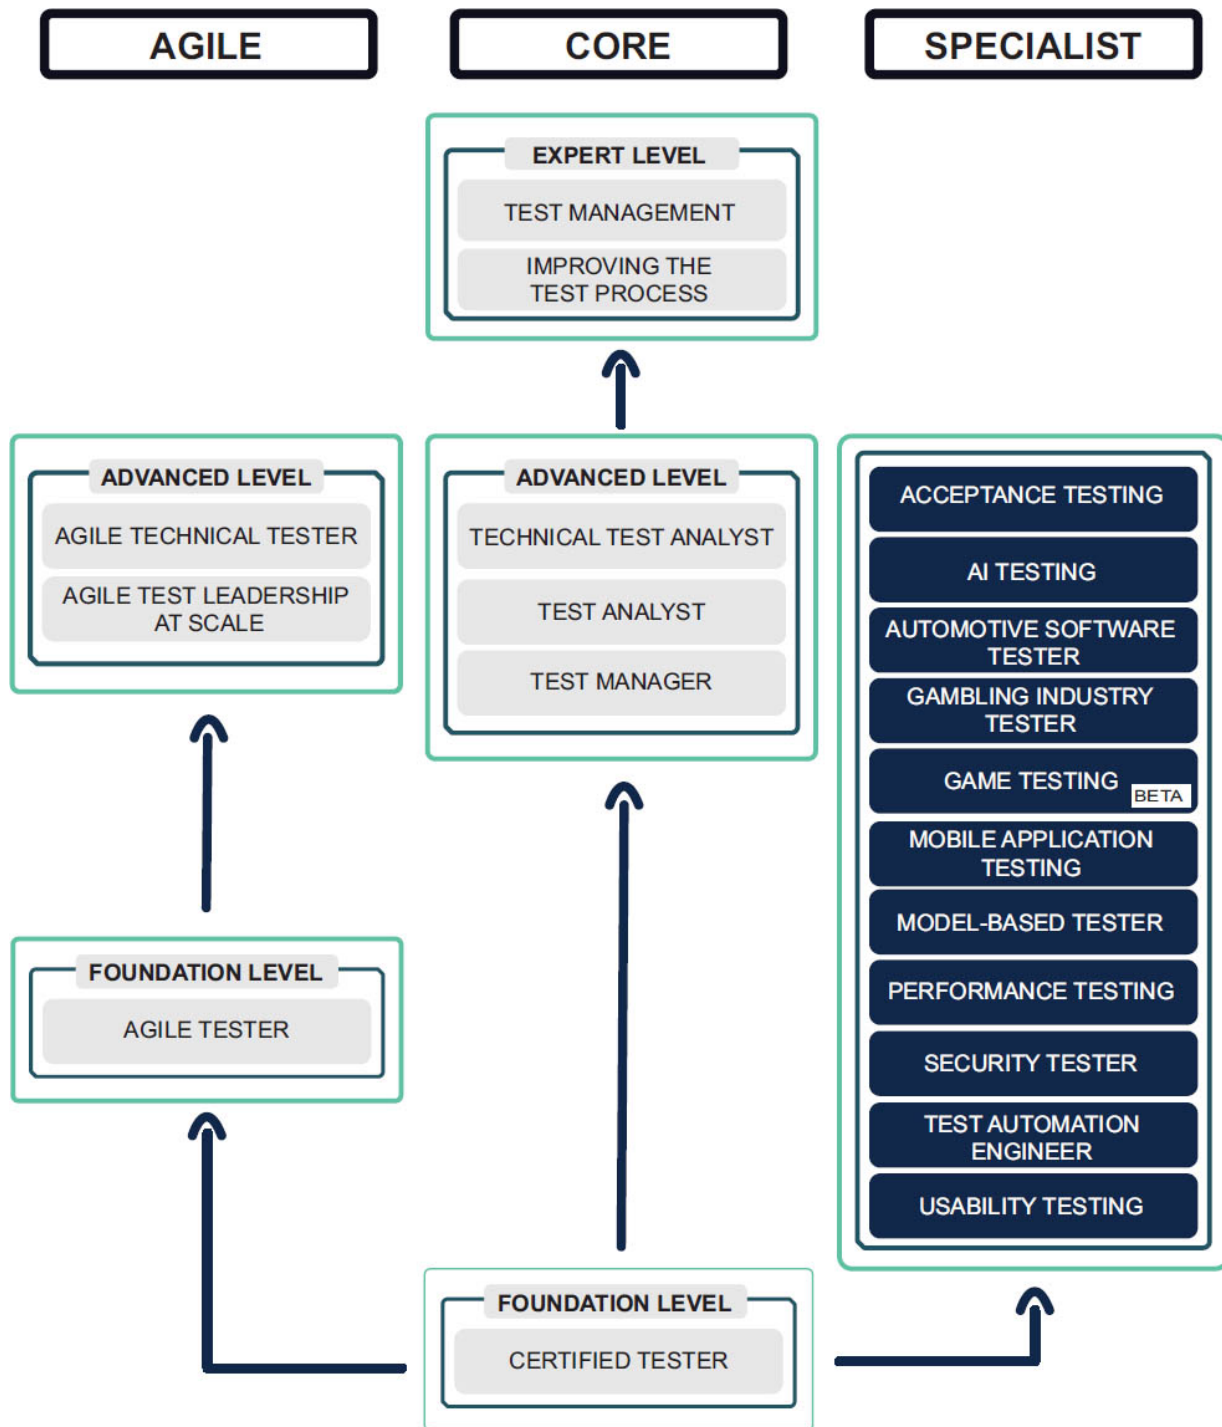 AGILE
CORE
SPECIALIST
EXPERT LEVEL
TEST MANAGEMENT
IMPROVING THE
TEST PROCESS
ADVANCED LEVEL
AGILE TECHNICAL TESTER
AGILE TEST LEADERSHIP
AT SCALE
ADVANCED LEVEL
TECHNICAL TEST ANALYST
TEST ANALYST
TEST MANAGER
ACCEPTANCE TESTING
AI TESTING
AUTOMOTIVE SOFTWARE
TESTER
GAMBLING INDUSTRY
TESTER
GAME TESTING
BETA
MOBILE APPLICATION
TESTING
MODEL-BASED TESTER
PERFORMANCE TESTING
SECURITY TESTER
TEST AUTOMATION
ENGINEER
USABILITY TESTING
FOUNDATION LEVEL
AGILE TESTER
FOUNDATION LEVEL
CERTIFIED TESTER